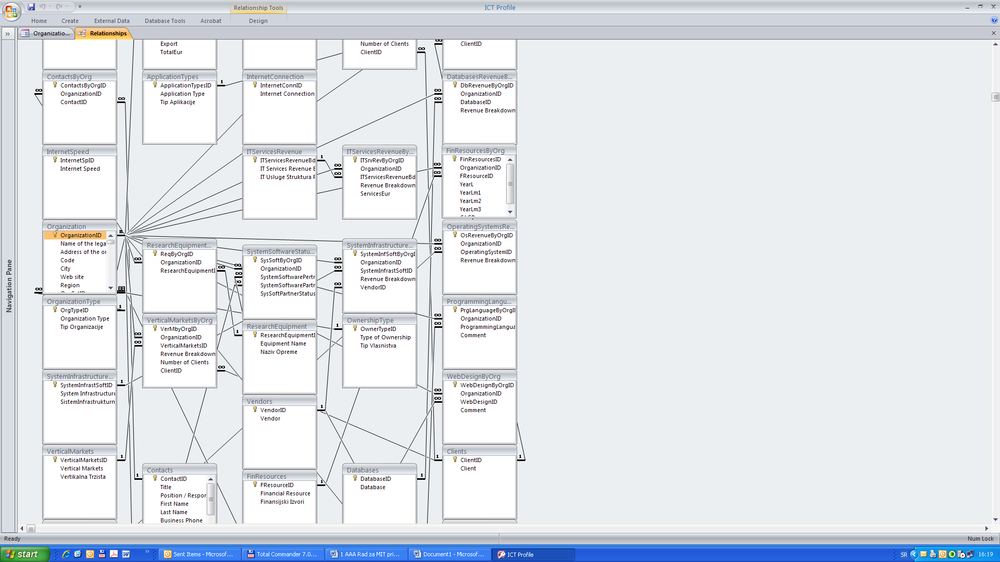 Relationship Tools
ICT Profile
Home
Create
External Data
Database Tools
Acrobat
Design
Organizatio...
Relationships
Navigation Pane
Export
TotalEur
Number of Clients
ClientID
ClientID
ContactsByOrg
ContactsByOrgID
OrganizationID
ContactID
ApplicationTypes
ApplicationTypesID
Application Type
Tip Aplikacije
InternetConnection
InternetConnID
Internet Connection
DatabasesRevenueB...
DbRevenueByOrgID
OrganizationID
DatabaseID
Revenue Breakdown
InternetSpeed
InternetSpID
Internet Speed
ITServicesRevenue
ITServicesRevenueBd
IT Services Revenue B
IT Usluge Struktura P
ITServicesRevenueBy...
ITSrvRevByOrgID
OrganizationID
ITServicesRevenueBd
Revenue Breakdown
ServicesEur
FinResourcesByOrg
FinResourcesID
OrganizationID
FResourceID
YearL
YearLm1
YearLm2
YearLm3
Organization
OrganizationID
Name of the lega
Address of the or
Code
City
Web site
Region
ResearchEquipment...
ReqByOrgID
OrganizationID
ResearchEquipmentI
SystemSoftwareStatu...
SysSoftByOrgID
OrganizationID
SystemSoftwarePertr
SystemSoftwarePartr
SysSoftPartnerStatus
SystemInfrastructure...
SystemInfSoftByOrgI
OrganizationID
SystemInfrastSoftID
Revenue Breakdown
VendorID
OperatingSystemsRe...
OsRevenueByOrgID
OrganizationID
OperatingSystemID
Revenue Breakdown
OrganizationType
OrgTypeID
Organization Type
Tip Organizacije
VerticalMarketsByOrg
VerMbyOrgID
OrganizationID
VerticalMarketsID
Revenue Breakdown
Number of Clients
ClientID
ResearchEquipment
ResearchEquipmentI
Equipment Name
Naziv Opreme
OwnershipType
OwnerTypeID
Type of Ownership
Tip Vlasnistva
ProgrammingLangu...
PrgLanguageByOrgII
OrganizationID
ProgrammingLangua
Comment
SystemInfrastructure...
SystemInfrastSoftID
System Infrastructure
SistemInfrastrukturn
Vendors
VendorID
Vendor
WebDesignByOrg
WebDesignByOrgID
OrganizationID
WebDesignID
Comment
VerticalMarkets
VerticalMarketsID
Vertical Markets
Vertikalna Trzista
Contacts
ContactID
Title
Position / Respor
First Name
Last Name
Business Phone
FinResources
FResourceID
Financial Resource
Finansijski Izvori
Databases
DatabaseID
Database
Clients
ClientID
Client
Ready
Num Lock
start
Sent Items - Microsof...
Total Commander 7.0...
1 AAA Rad za MIT pri...
Document1 - Microsof...
ICT Profile
SR
16:19